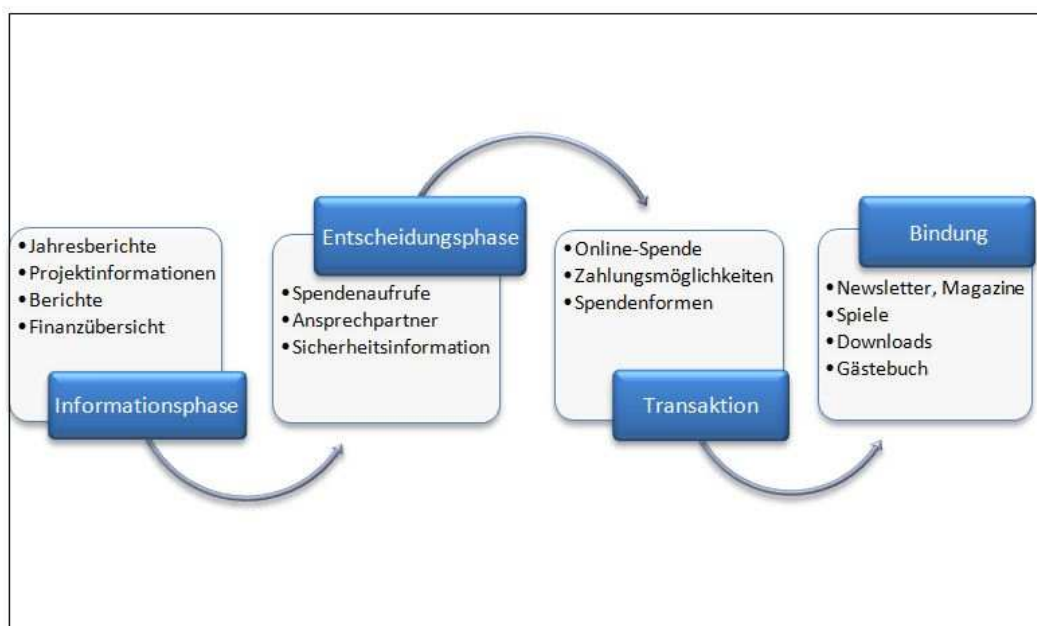 • Jahresberichte
• Projektinformationen
• Berichte
• Finanzübersicht
Informationsphase
Entscheidungsphase
• Spendenaufrufe
• Ansprechpartner
• Sicherheitsinformation
• Online-Spende
• Zahlungsmöglichkeiten
• Spendenformen
Transaktion
Bindung
• Newsletter, Magazine
• Spiele
• Downloads
• Gästebuch